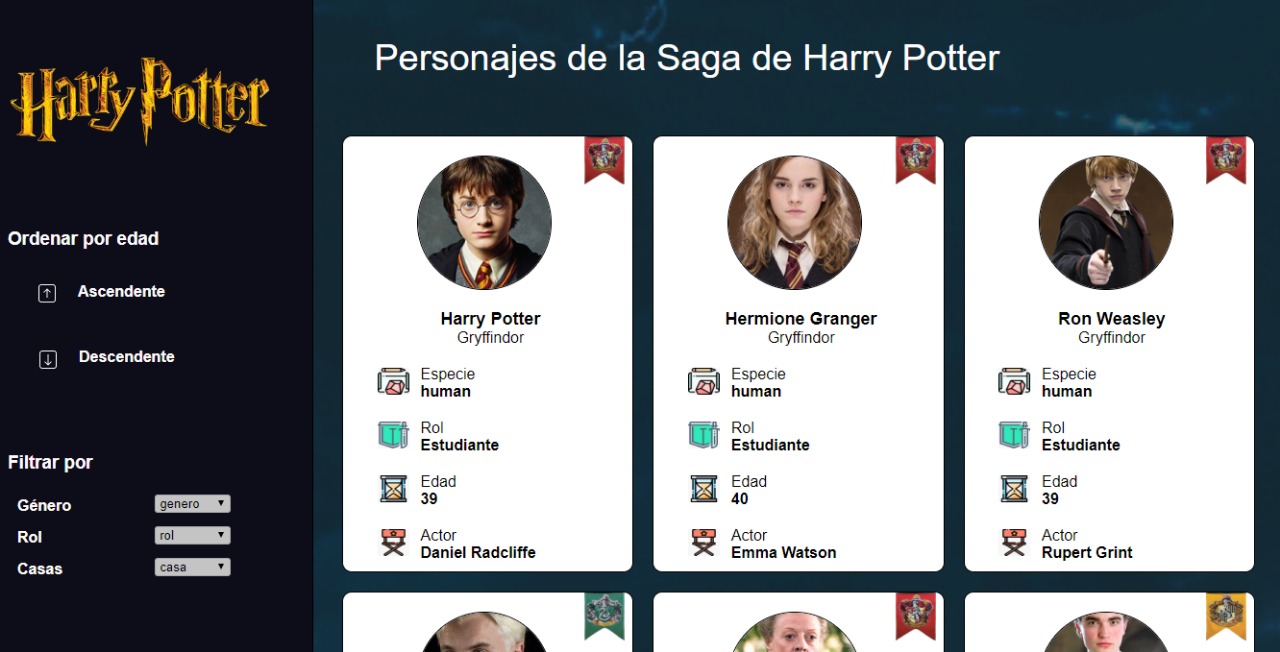 Harry Potter
Ordenar por edad
Ascendente
Descendente
Filtrar por
Género genero
Rol rol
Casas casa
Personajes de la Saga de Harry Potter
Harry Potter
Gryffindor
Especie
human
Rol
Estudiante
Edad
39
Actor
Daniel Radcliffe
Hermione Granger
Gryffindor
Especie
human
Rol
Estudiante
Edad
40
Actor
Emma Watson
Ron Weasley
Gryffindor
Especie
human
Rol
Estudiante
Edad
39
Actor
Rupert Grint